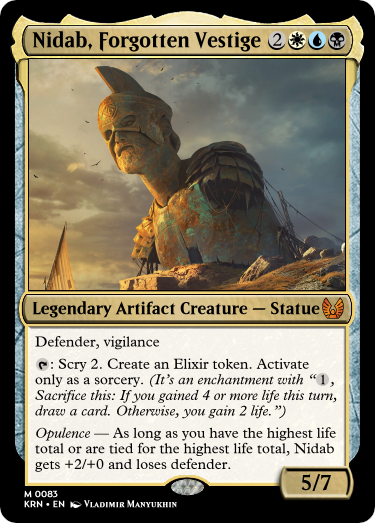 Nidab, Forgotten Vestige 2
Legendary Artifact Creature — Statue
Defender, vigilance
: Scry 2. Create an Elixir token. Activate
only as a sorcery. (It's an enchantment with “1,
Sacrifice this: If you gained 4 or more life this turn,
draw a card. Otherwise, you gain 2 life.”)
Opulence — As long as you have the highest life
total or are tied for the highest life total, Nidab
gets +2/+0 and loses defender.
5/7
M 0083
KRN • EN Vladimir Manyukhin